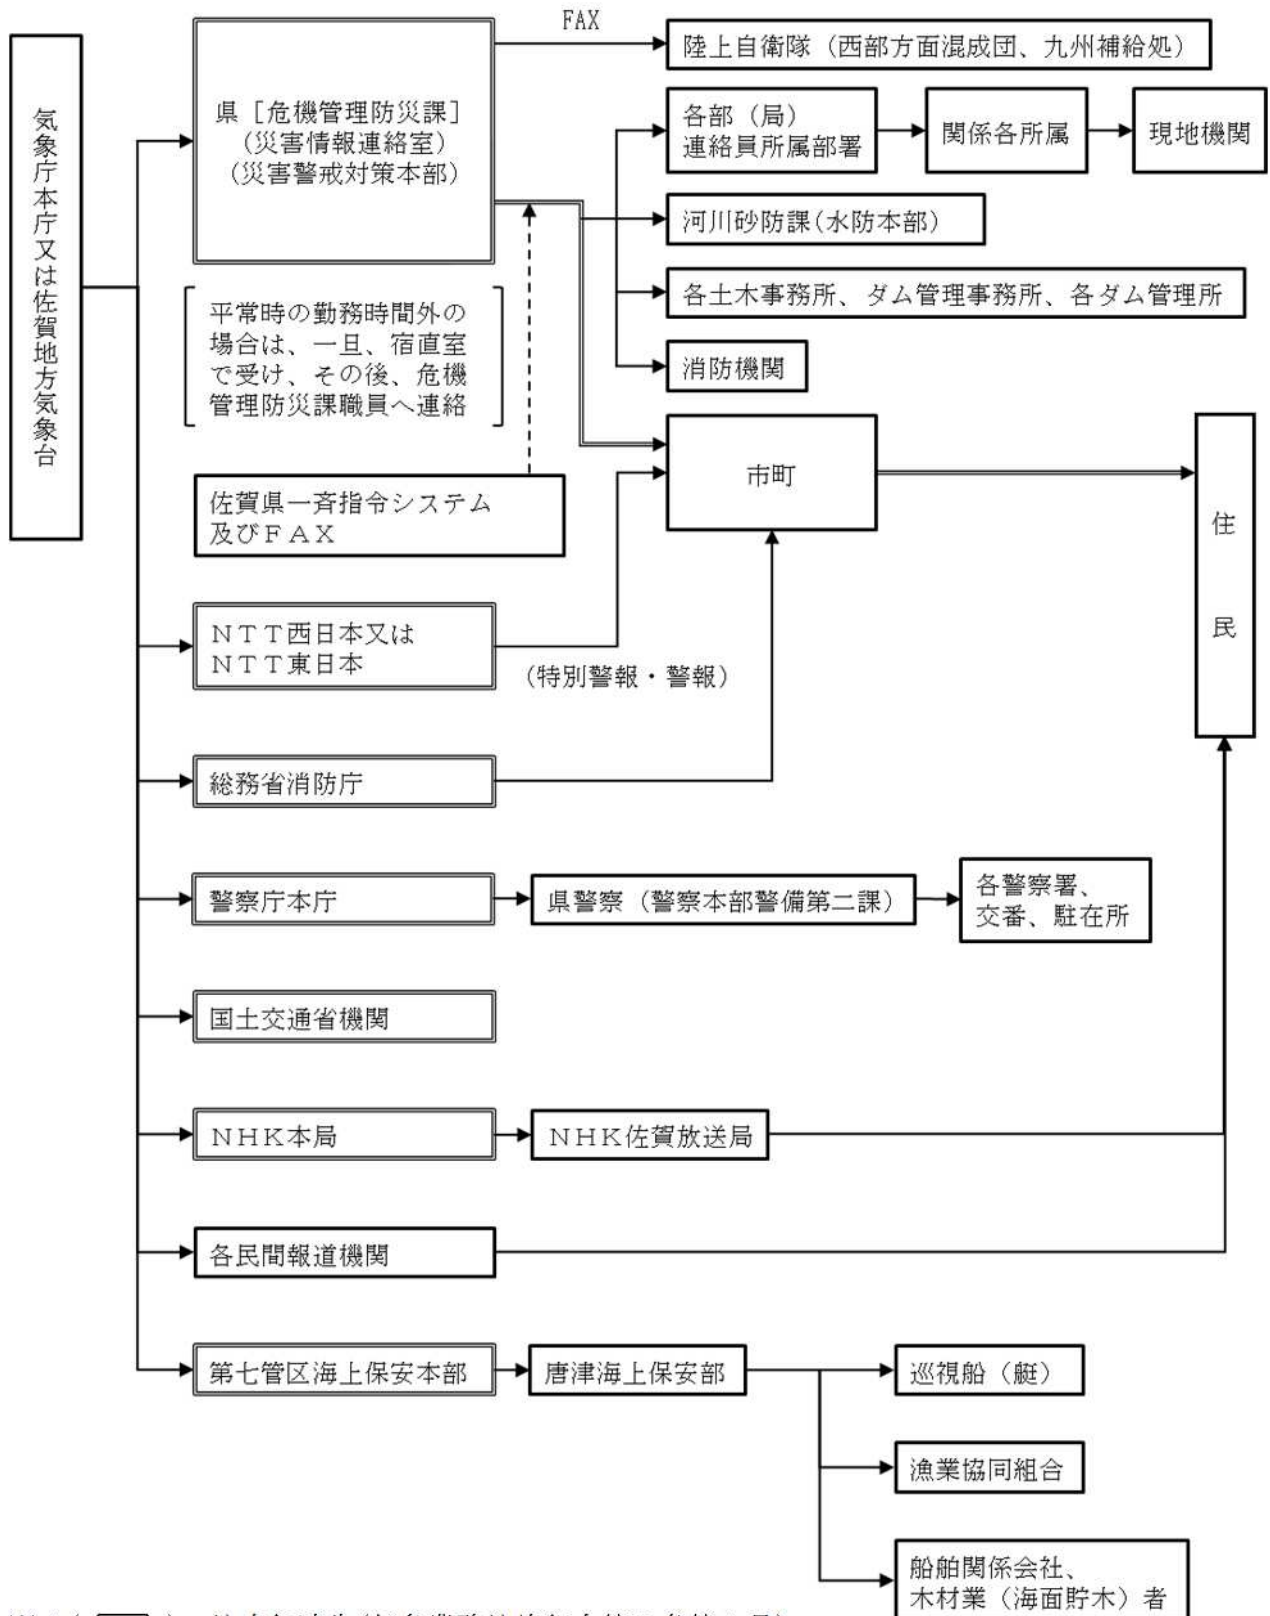 気象庁本庁又は佐賀地方気象台
県［危機管理防災課］
(災害情報連絡室)
(災害警戒対策本部)
FAX
陸上自衛隊（西部方面混成団、九州補給処）
各部（局）
連絡員所属部署
関係各所属
現地機関
河川砂防課(水防本部)
各土木事務所、ダム管理事務所、各ダム管理所
消防機関
平常時の勤務時間外の
場合は、一旦、宿直室
で受け、その後、危機
管理防災課職員へ連絡
佐賀県一斉指令システム
及びＦＡＸ
市町
住民
ＮＴＴ西日本又は
ＮＴＴ東日本
(特別警報・警報)
総務省消防庁
警察庁本庁
県警察（警察本部警備第二課）
各警察署、
交番、駐在所
国土交通省機関
ＮＨＫ本局
ＮＨＫ佐賀放送局
各民間報道機関
第七管区海上保安本部
唐津海上保安部
巡視船（艇）
漁業協同組合
船舶関係会社、
木材業（海面貯木）者